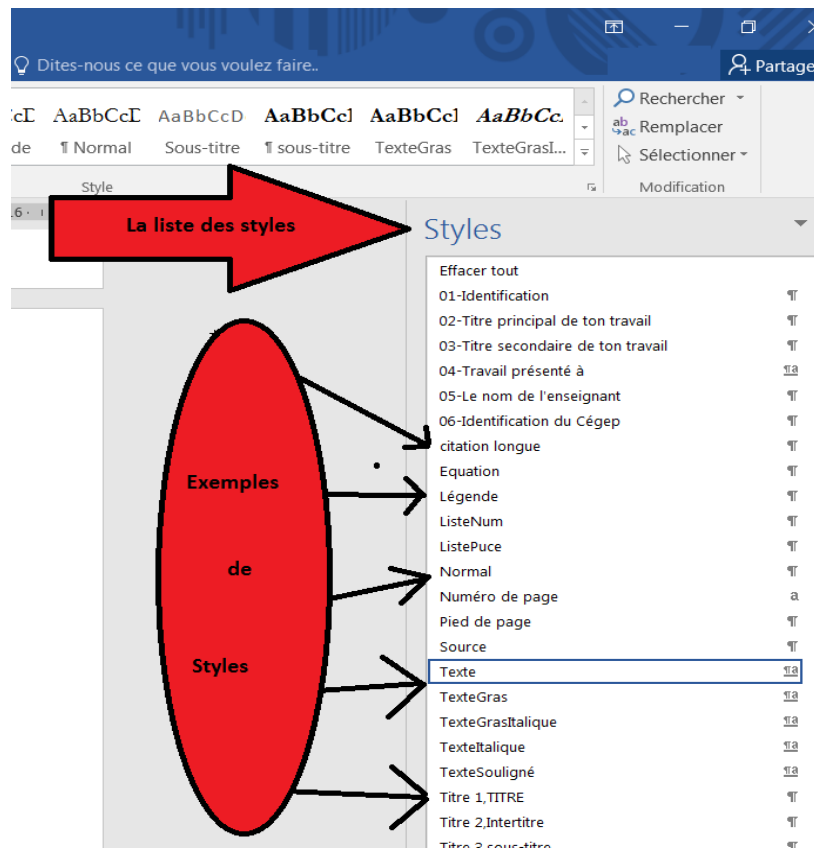 Dites-nous ce que vous voulez faire..
Partage
AaBbCcD AaBbCcD AaBbCcl AaBbCcl AaBbCc.
de ¶ Normal Sous-titre ¶ sous-titre TexteGras TexteGrasI...
Rechercher
Remplacer
Sélectionner
Style
Modification
La liste des styles
Styles
Effacer tout
01-Identification ¶
02-Titre principal de ton travail ¶
03-Titre secondaire de ton travail ¶
04-Travail présenté à ¶a
05-Le nom de l'enseignant ¶
06-Identification du Cégep ¶
citation longue ¶
Equation ¶
Légende ¶
ListeNum ¶
ListePuce ¶
Normal ¶
Numéro de page a
Pied de page ¶
Source ¶
Texte ¶a
TexteGras ¶a
TexteGrasItalique ¶a
TexteItalique ¶a
TexteSouligné ¶a
Titre 1,TITRE ¶
Titre 2,Intertitre ¶
Titre 3,sous-titre ¶
Exemples
de
Styles